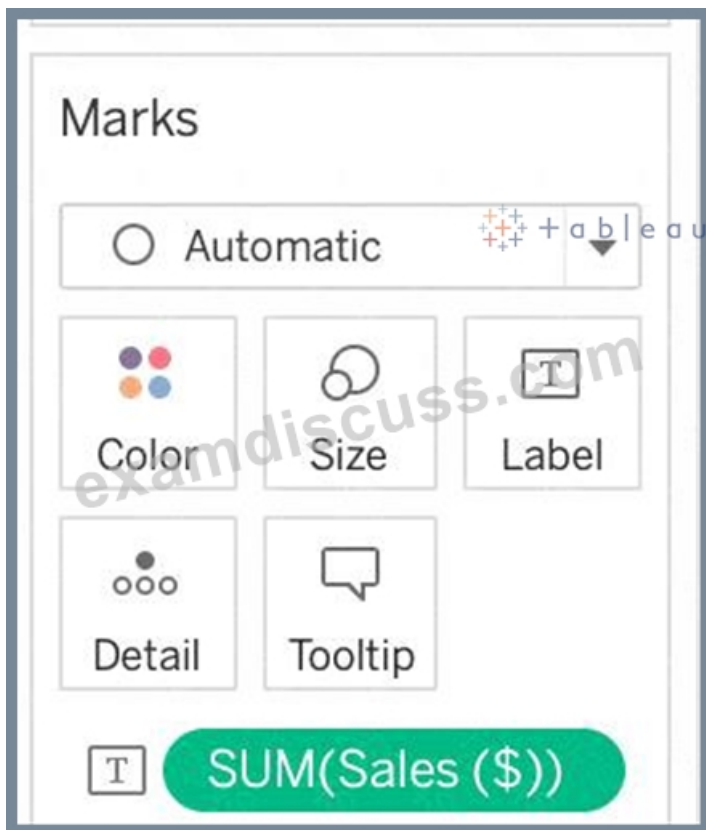 Marks
Automatic
+ableau
Color
Size
T
Label
examdiscuss.com
Detail
Tooltip
T
SUM(Sales ($))